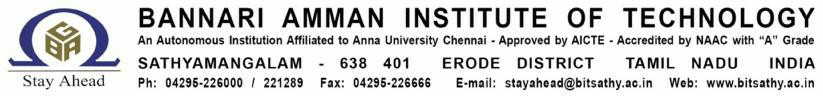 BANNARI AMMAN INSTITUTE OF TECHNOLOGY
An Autonomous Institution Affiliated to Anna University Chennai - Approved by AICTE - Accredited by NAAC with “A” Grade
SATHYAMANGALAM - 638 401 ERODE DISTRICT TAMIL NADU INDIA
Ph: 04295-226000 / 221289 Fax: 04295-226666 E-mail: stayahead@bitsathy.ac.in Web: www.bitsathy.ac.in
GBA
Stay Ahead